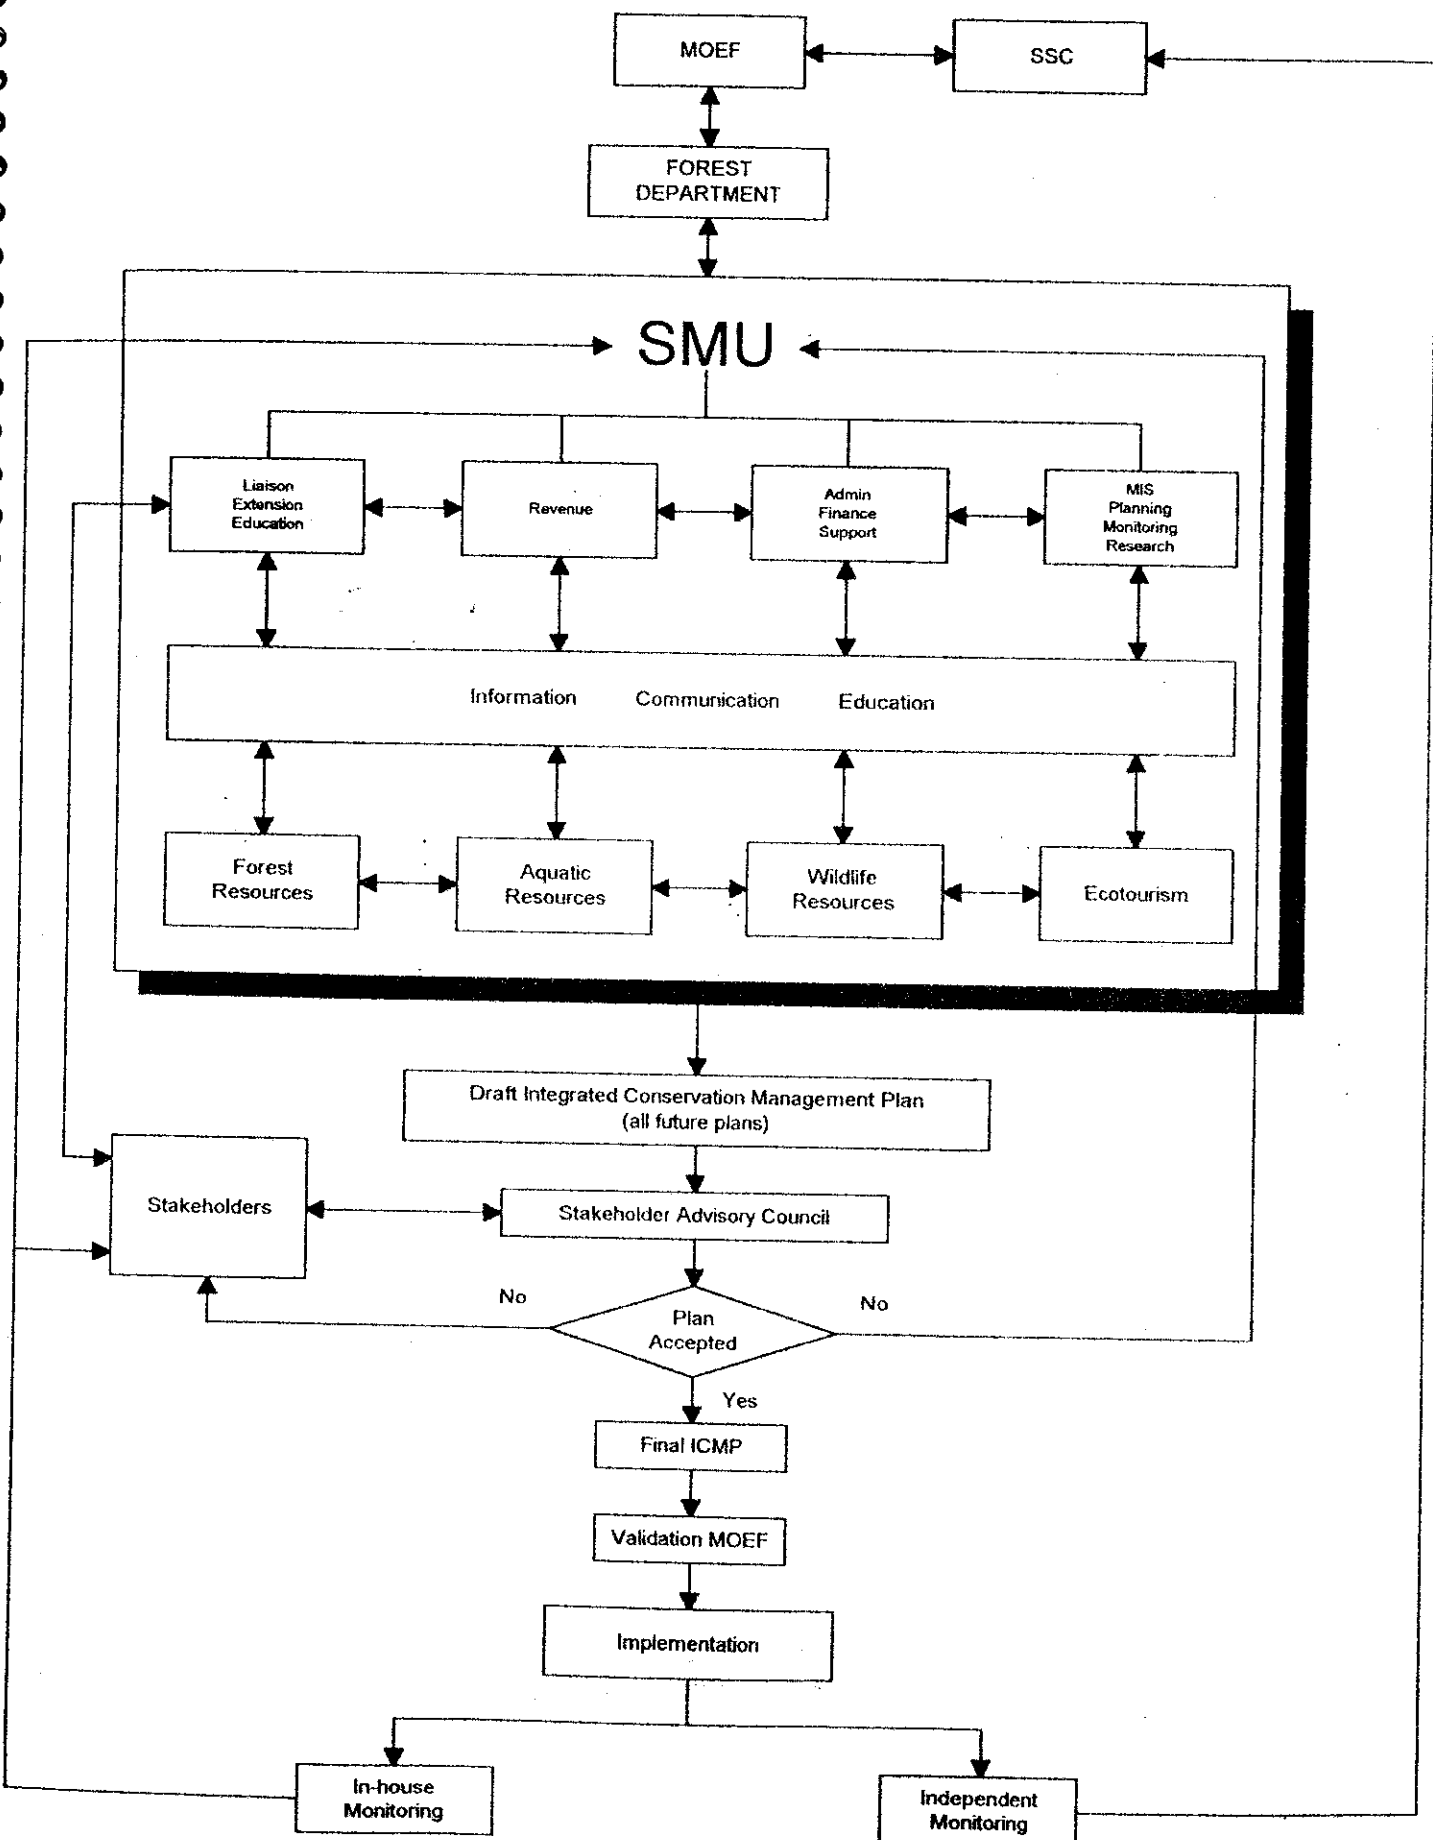 MOEF
SSC
FOREST
DEPARTMENT
SMU
Liaison
Extension
Education
Revenue
Admin
Finance
Support
MIS
Planning
Monitoring
Research
Information Communication Education
Forest
Resources
Aquatic
Resources
Wildlife
Resources
Ecotourism
Draft Integrated Conservation Management Plan
(all future plans)
Stakeholders
Stakeholder Advisory Council
No
No
Plan
Accepted
Yes
Final ICMP
Validation MOEF
Implementation
In-house
Monitoring
Independent
Monitoring